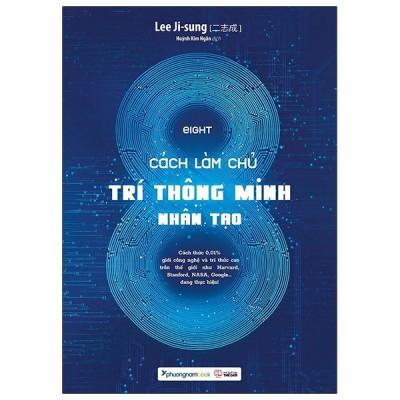 Lee Ji-sung [二志成]
Huỳnh Kim Ngân dịch
EIGHT
CÁCH LÀM CHỦ
TRÍ THÔNG MINH
NHÂN TẠO
Cách thức 0,01%
giới công nghệ và trí thức cao
trên thế giới như Harvard,
Stanford, NASA, Google...
đang thực hiện!
phuongnambook
THẾ GIỚI